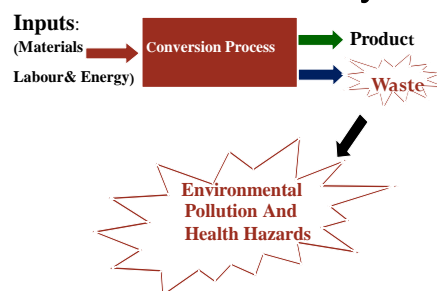 Inputs:
(Materials
Labour& Energy)
Conversion Process
Product
Waste
Environmental
Pollution And
Health Hazards